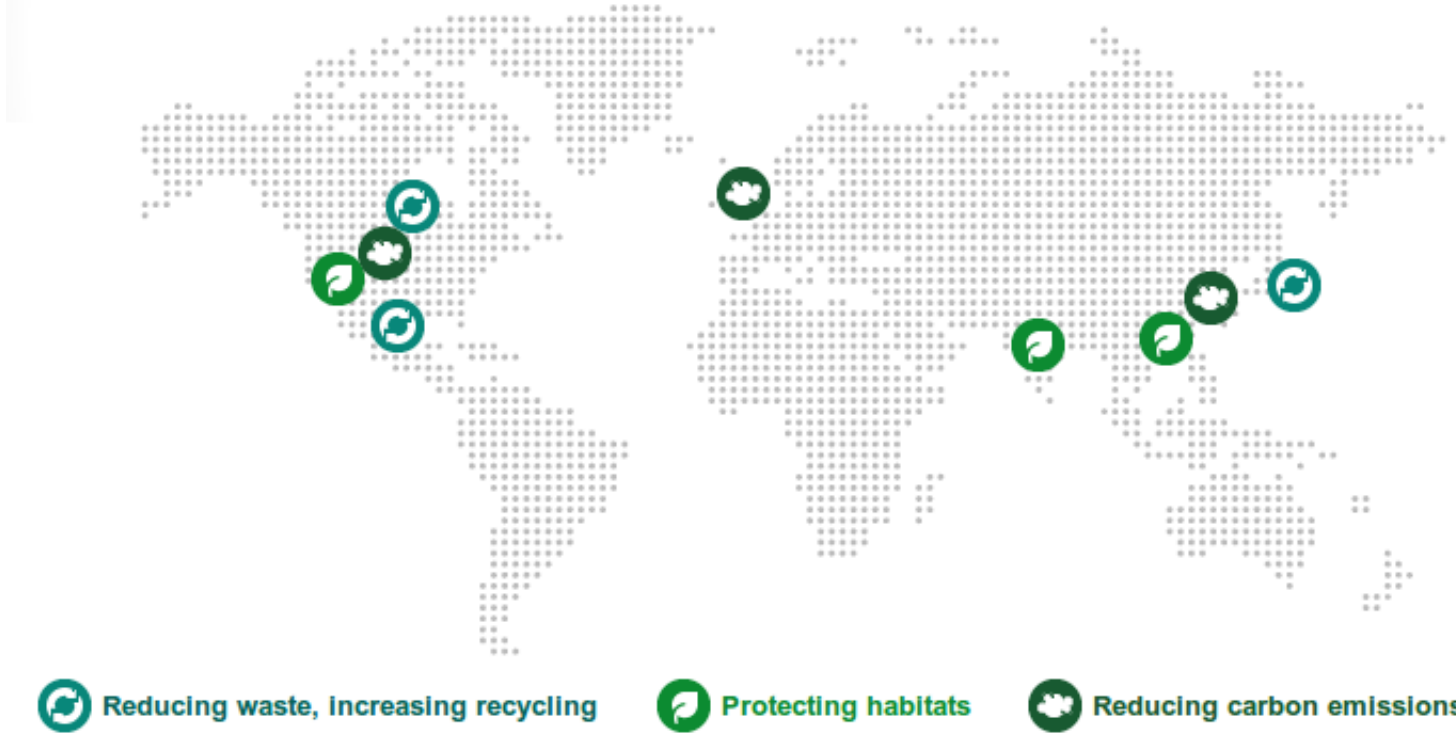 Reducing waste, increasing recycling
Protecting habitats
Reducing carbon emissions